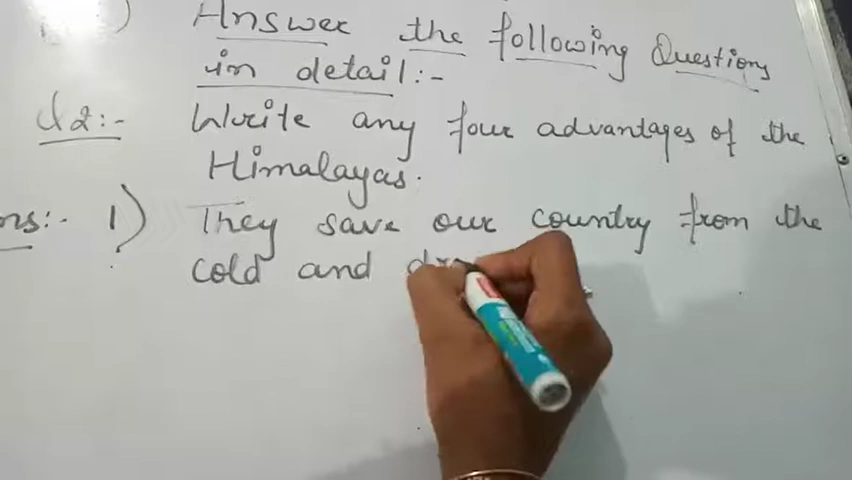 Answer the following Questions
in detail:-
Q2:- Write any four advantages of the
Himalayas.
Ans:- 1) They save our country from the
cold and